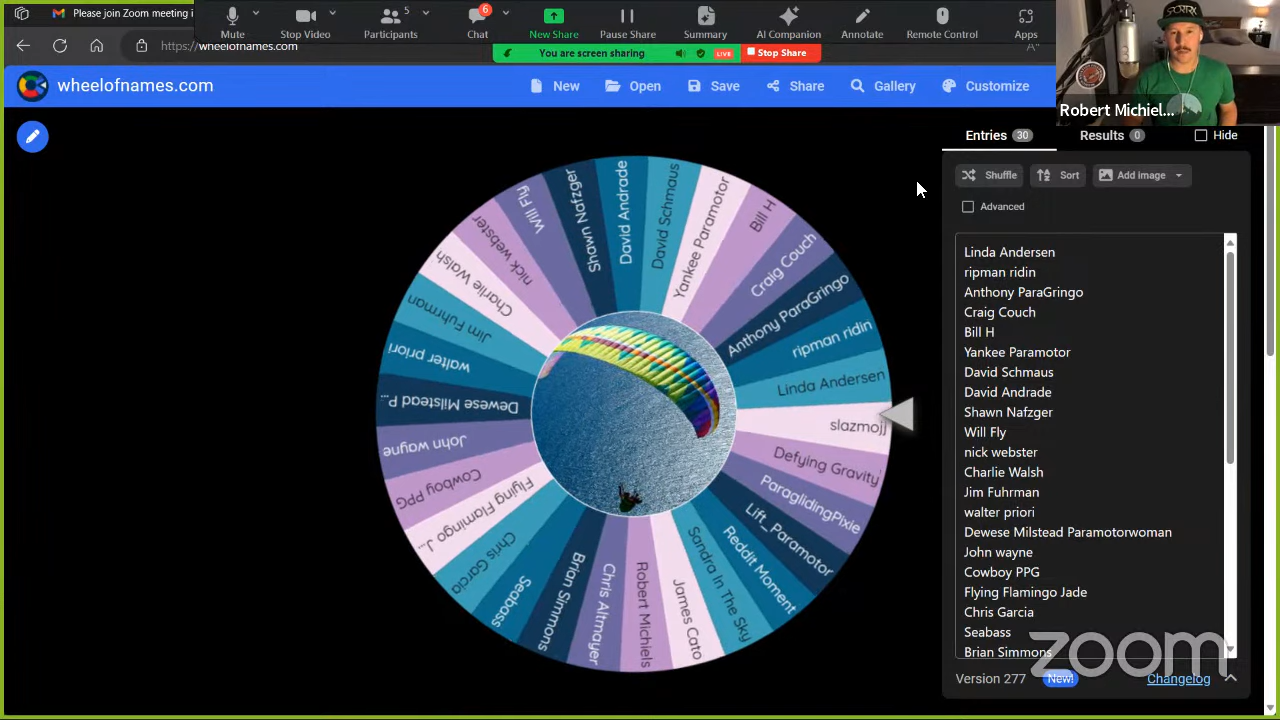 Please join Zoom meeting i
Mute
Stop Video
Participants
5
Chat
6
New Share
Pause Share
Summary
AI Companion
Annotate
Remote Control
Apps
https://wheelofnames.com
You are screen sharing
LIVE
Stop Share
wheelofnames.com
New
Open
Save
Share
Gallery
Customize
Robert Michiel...
Entries 30
Results 0
Hide
Shuffle
Sort
Add image
Advanced
Linda Andersen
ripman ridin
Anthony ParaGringo
Craig Couch
Bill H
Yankee Paramotor
David Schmaus
David Andrade
Shawn Nafzger
Will Fly
nick webster
Charlie Walsh
Jim Fuhrman
walter priori
Dewese Milstead Paramotorwoman
John wayne
Cowboy PPG
Flying Flamingo Jade
Chris Garcia
Seabass
Brian Simmons
Version 277
New!
Changelog
zoom
Linda Andersen
ripman ridin
Anthony ParaGringo
Craig Couch
Bill H
Yankee Paramotor
David Schmaus
David Andrade
Shawn Nafzger
Will Fly
nick webster
Charlie Walsh
Jim Fuhrman
walter priori
Dewese Milstead P...
John wayne
Cowboy PPG
Flying Flamingo J...
Chris Garcia
Seabass
Brian Simmons
Chris Altmayer
Robert Michiels
James Cato
Sandra In The Sky
Reddit Moment
Lift_Paramotor
ParaglidingPixie
Defying Gravity
slazmojj